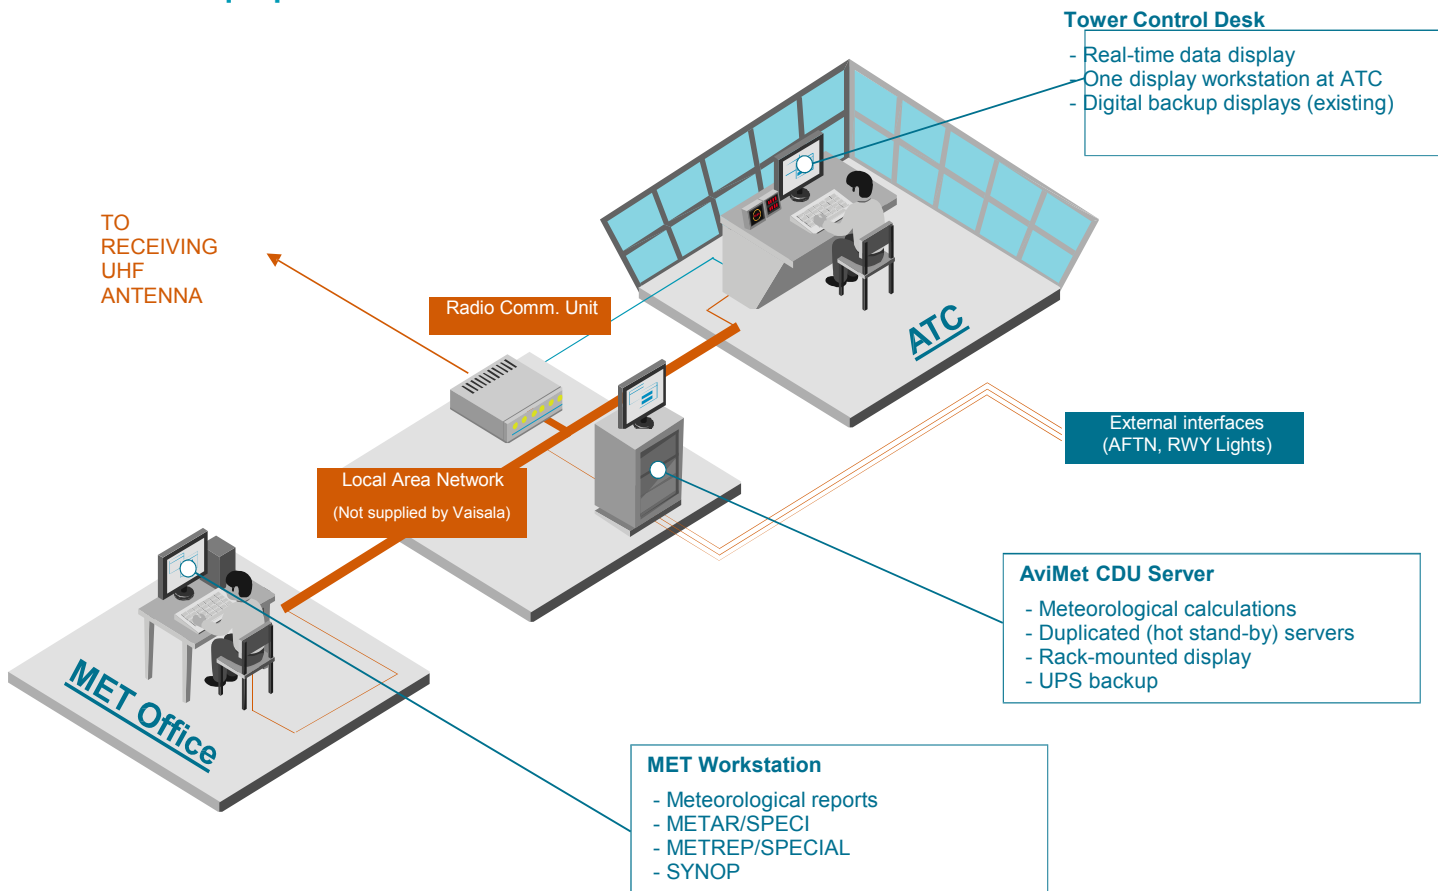 Tower Control Desk
- Real-time data display
- One display workstation at ATC
- Digital backup displays (existing)
TO
RECEIVING
UHF
ANTENNA
Radio Comm. Unit
ATC
External interfaces
(AFTN, RWY Lights)
Local Area Network
(Not supplied by Vaisala)
AviMet CDU Server
- Meteorological calculations
- Duplicated (hot stand-by) servers
- Rack-mounted display
- UPS backup
MET Office
MET Workstation
- Meteorological reports
- METAR/SPECI
- METREP/SPECIAL
- SYNOP